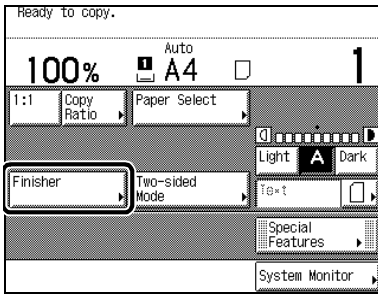 Ready to copy.
100%
1
Auto
A4
1
1:1
Copy
Ratio
Paper Select
Light
A
Dark
Finisher
Two-sided
Mode
Text
Special
Features
System Monitor